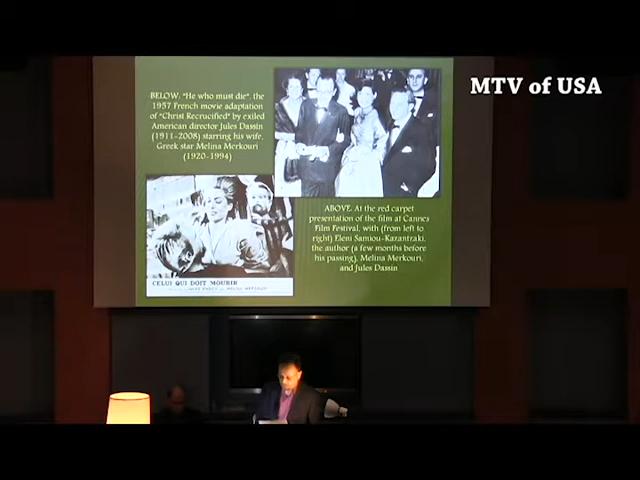 MTV of USA
BELOW: "He who must die", the
1957 French movie adaptation
of "Christ Recrucified" by exiled
American director Jules Dassin
(1911-2008) starring his wife,
Greek star Melina Merkouri
(1920-1994)
ABOVE: At the red carpet
presentation of the film at Cannes
Film Festival, with (from left to
right) Eleni Samiou-Kazantzaki,
the author (a few months before
his passing), Melina Merkouri,
and Jules Dassin
CELUI QUI DOIT MOURIR